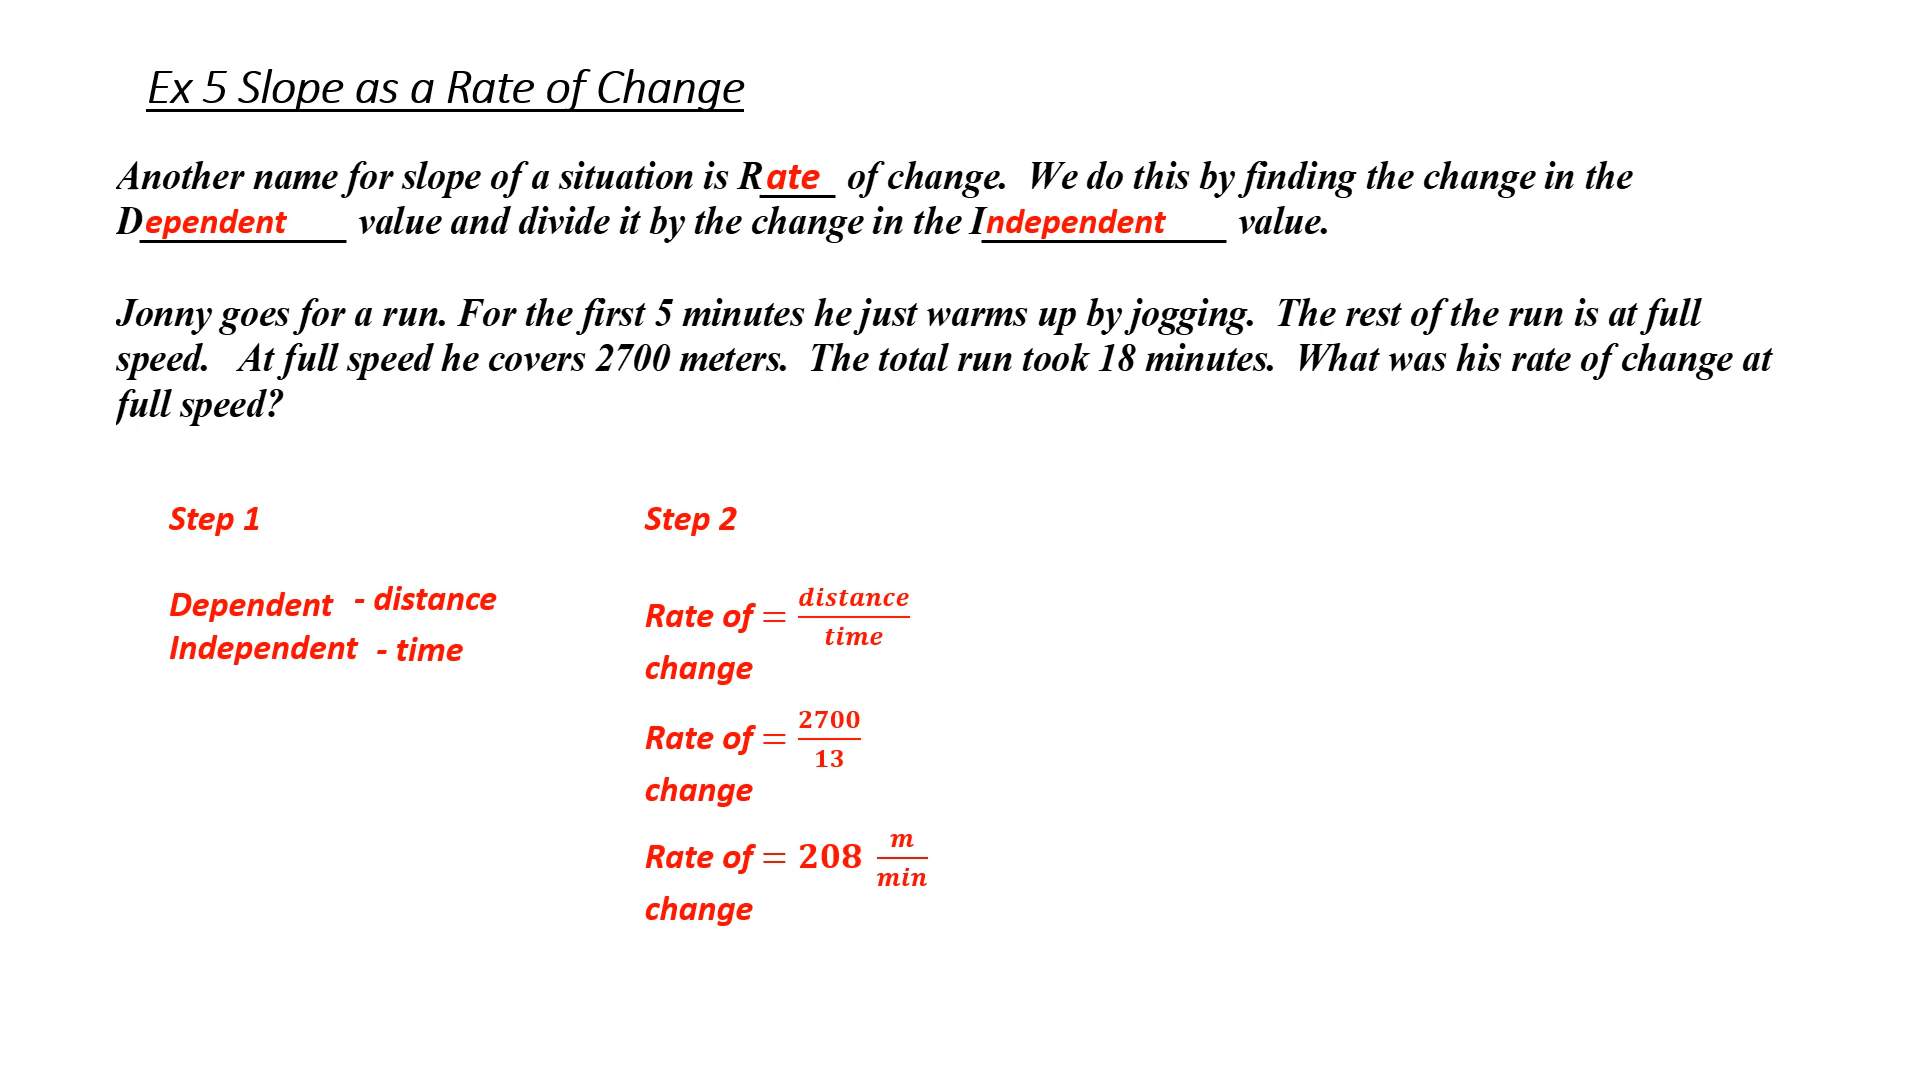 Ex 5 Slope as a Rate of Change
Another name for slope of a situation is Rate of change. We do this by finding the change in the
Dependent value and divide it by the change in the Independent value.
Jonny goes for a run. For the first 5 minutes he just warms up by jogging. The rest of the run is at full
speed. At full speed he covers 2700 meters. The total run took 18 minutes. What was his rate of change at
full speed?
Step 1
Dependent - distance
Independent - time
Step 2
Rate of = distance/time
change
Rate of = 2700/13
change
Rate of = 208 m/min
change